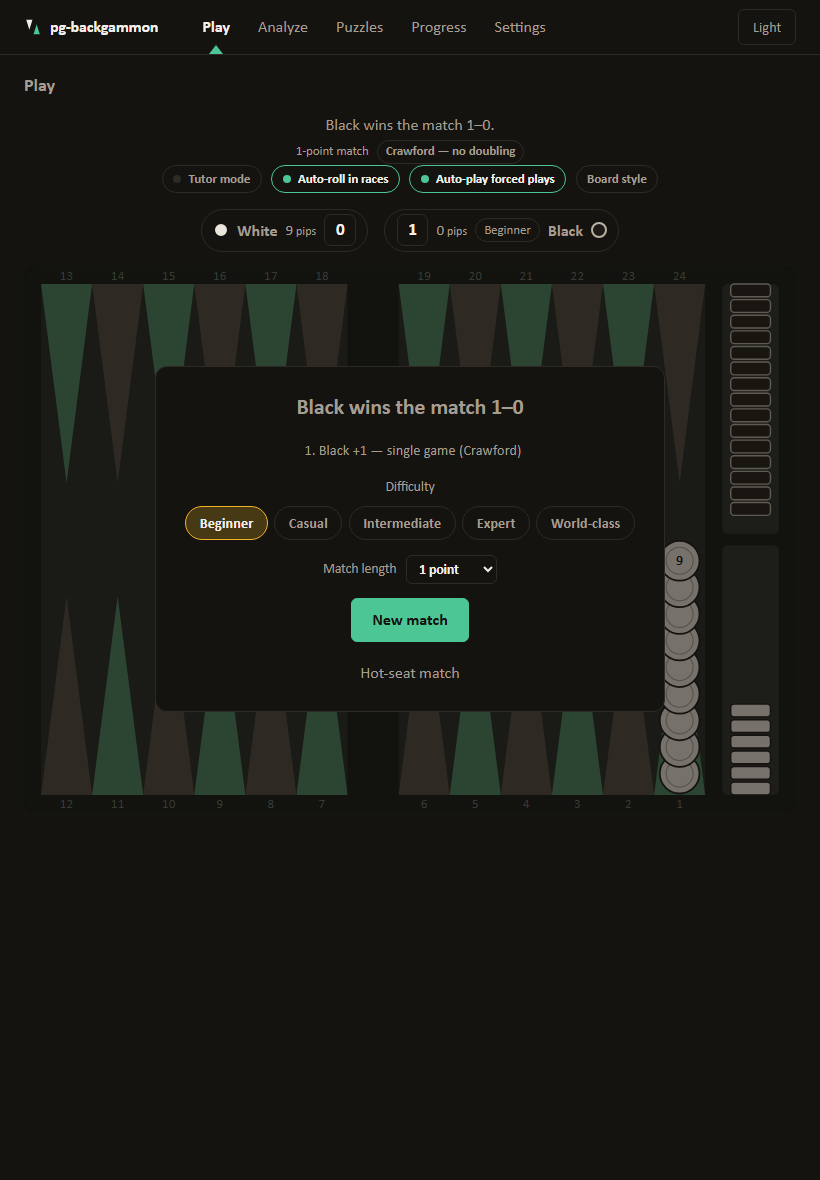 pg-backgammon Play Analyze Puzzles Progress Settings Light
Play
Black wins the match 1–0.
1-point match Crawford — no doubling
Tutor mode Auto-roll in races Auto-play forced plays Board style
White 9 pips 0 1 0 pips Beginner Black
13 14 15 16 17 18 19 20 21 22 23 24
Black wins the match 1–0
1. Black +1 — single game (Crawford)
Difficulty
Beginner Casual Intermediate Expert World-class
9
Match length 1 point
New match
Hot-seat match
12 11 10 9 8 7 6 5 4 3 2 1